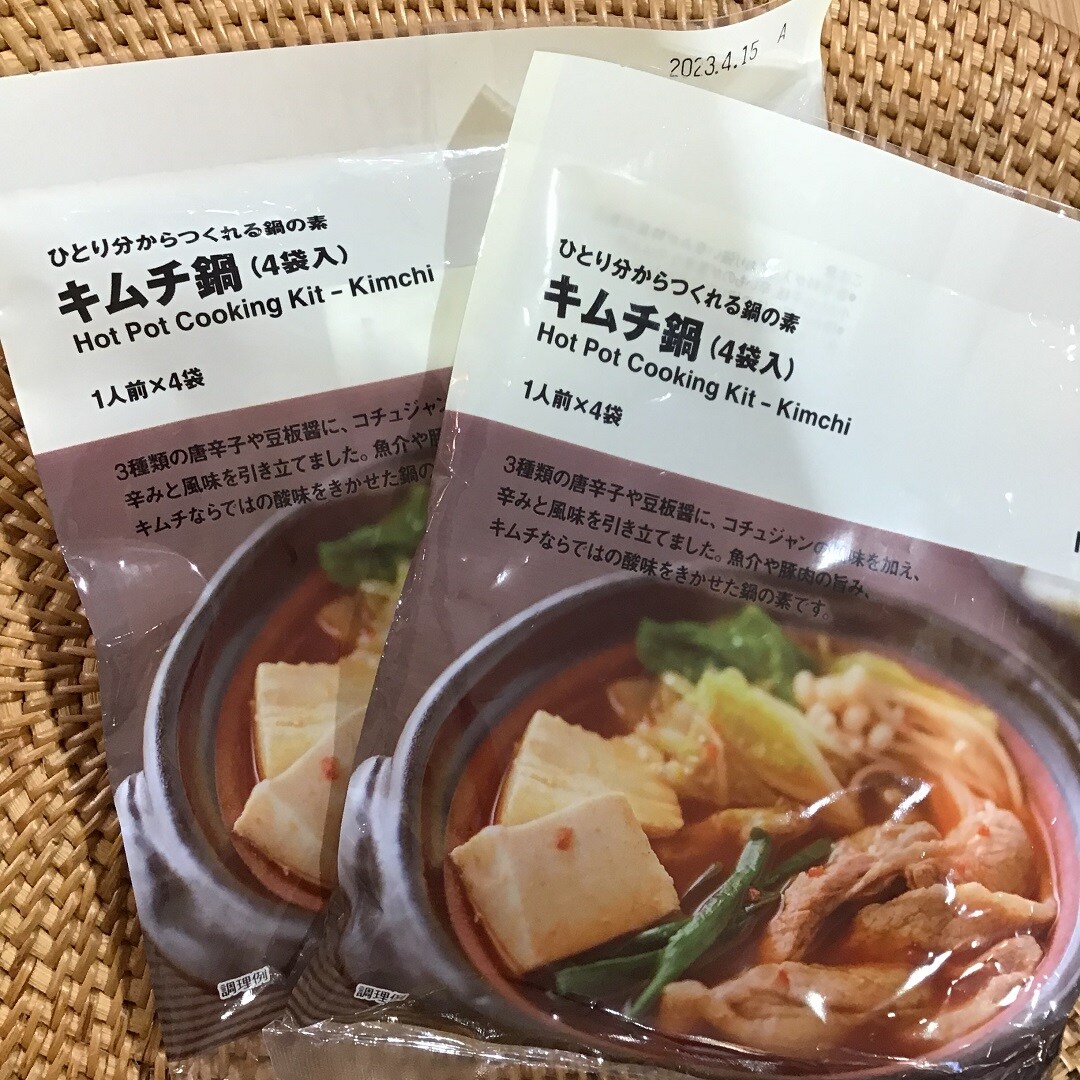 2023.4.15 A
ひとり分からつくれる鍋の素
キムチ鍋(4袋入)
Hot Pot Cooking Kit – Kimchi
1人前×4袋
3種類の唐辛子や豆板醤に、コチュジャン
辛みと風味を引き立てました。魚介や豚
キムチならではの酸味をきかせた鍋の
調理例
ひとり分からつくれる鍋の素
キムチ鍋(4袋入)
Hot Pot Cooking Kit – Kimchi
1人前×4袋
3種類の唐辛子や豆板醤に、コチュジャンの風味を加え、
辛みと風味を引き立てました。魚介や豚肉の旨み、
キムチならではの酸味をきかせた鍋の素です。
調理例